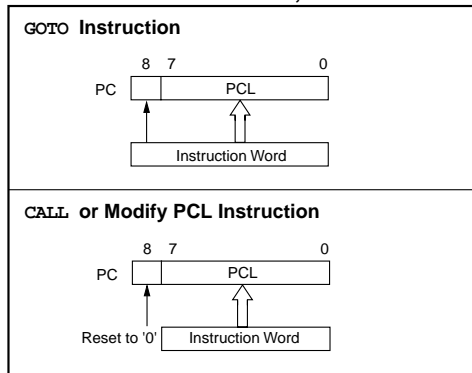 GOTO Instruction
8 7 0
PC PCL
Instruction Word
CALL or Modify PCL Instruction
8 7 0
PC PCL
Reset to '0' Instruction Word